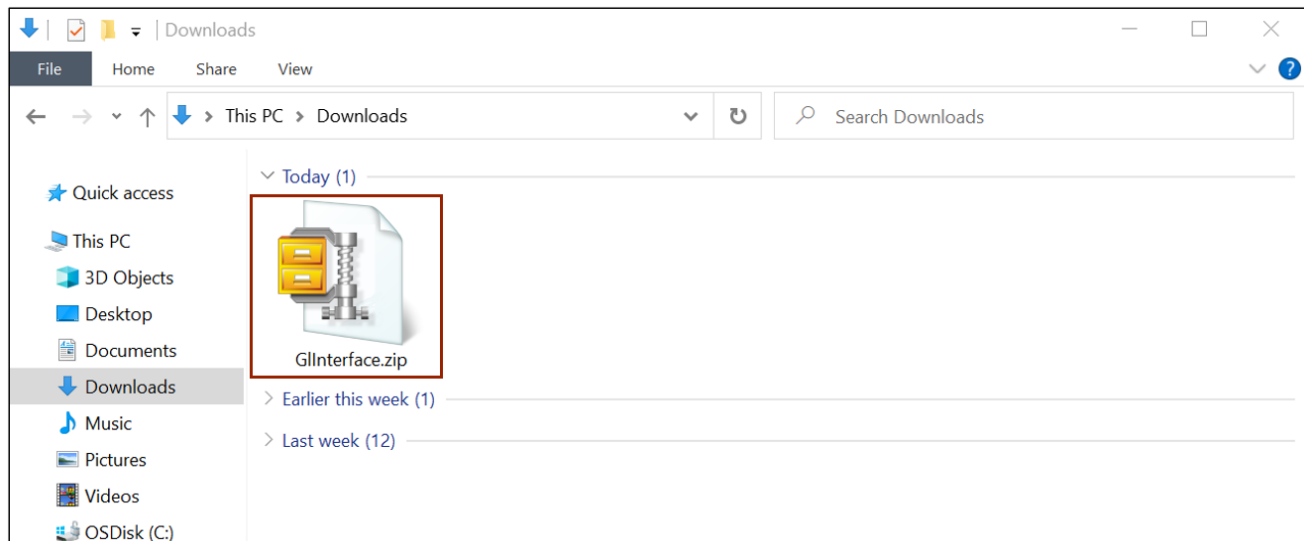 Downloads
File Home Share View
This PC > Downloads
Search Downloads
Quick access
This PC
3D Objects
Desktop
Documents
Downloads
Music
Pictures
Videos
OSDisk (C:)
Today (1)
GlInterface.zip
Earlier this week (1)
Last week (12)